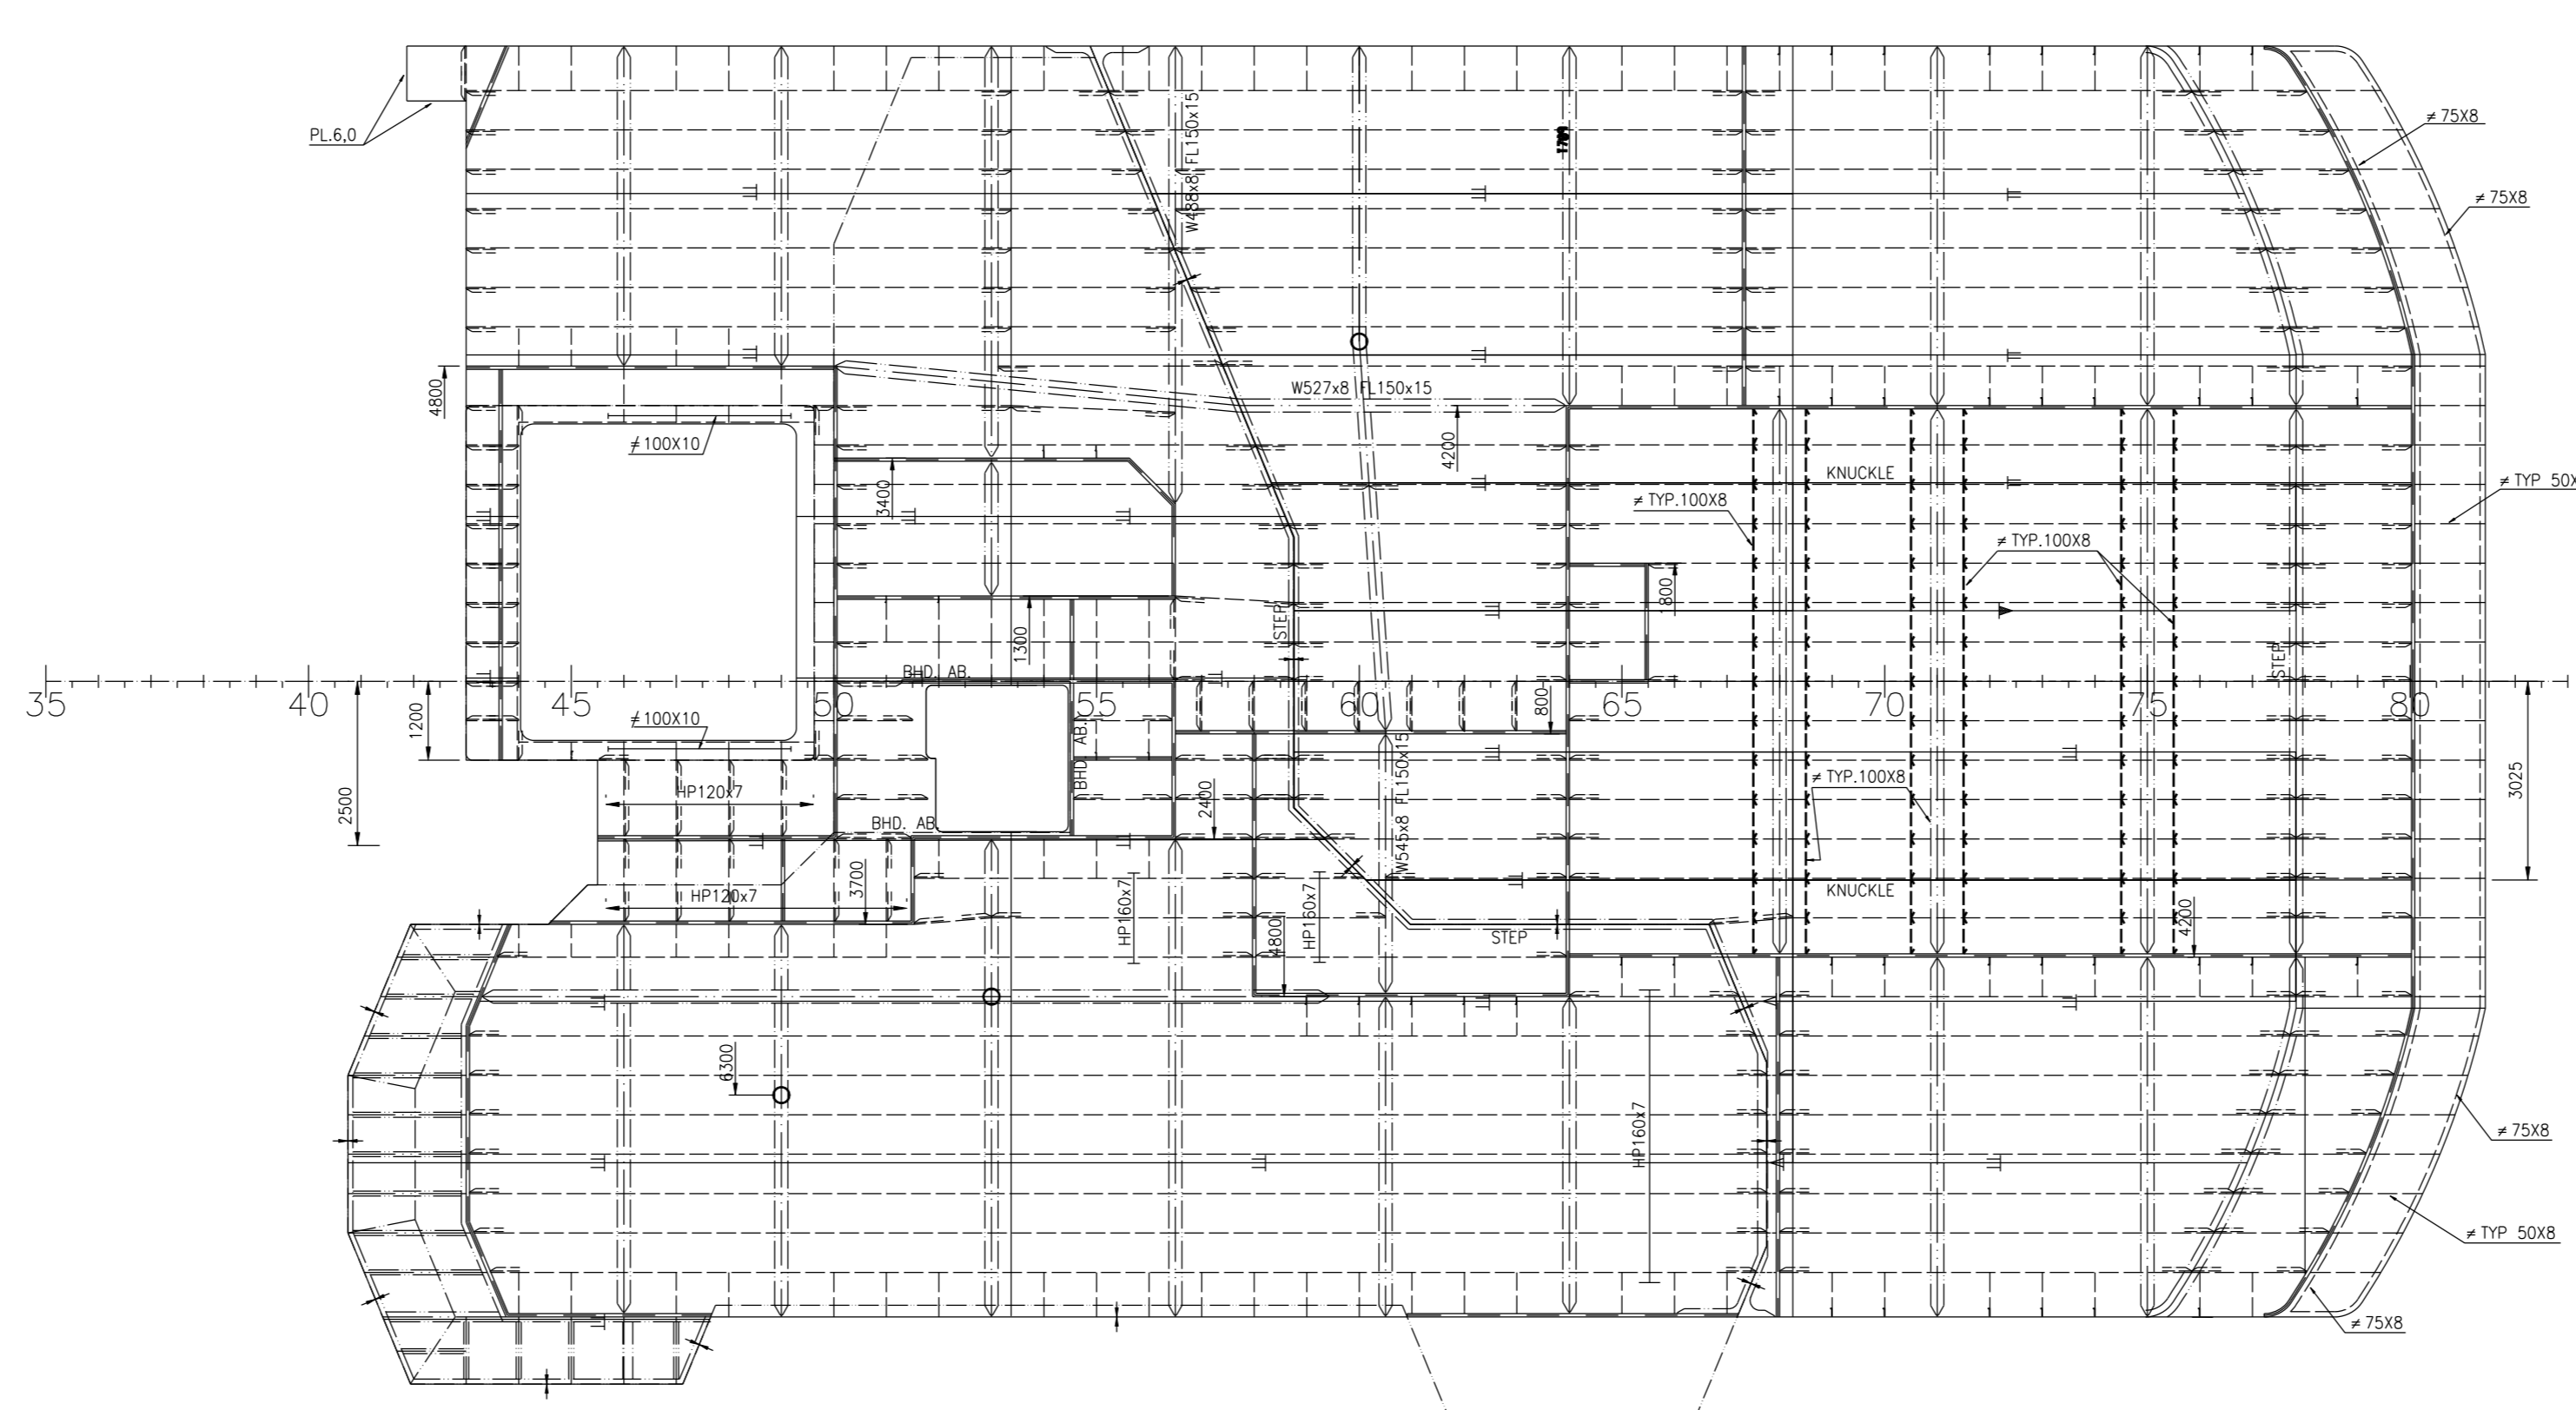 ≠ 75X8
PL.6,0
W488x8 FL150x15
≠ 75X8
W527x8 FL150x15
4800
≠100X10
4200
KNUCKLE
≠ TYP 50X
3400
≠ TYP.100X8
≠ TYP.100X8
1800
STEP
1300
STEP
BHD. AB.
35 40 45 50 55 60 65 70 75 80
≠100X10
1200
800
BHD. AB.
W545x8 FL150x15
≠ TYP.100X8
3025
HP120x7
2500
2400
BHD. AB.
HP120x7
3700
KNUCKLE
HP160x7
HP160x7
4800
STEP
4200
6300
HP160x7
≠ 75X8
≠ TYP 50X8
≠ 75X8